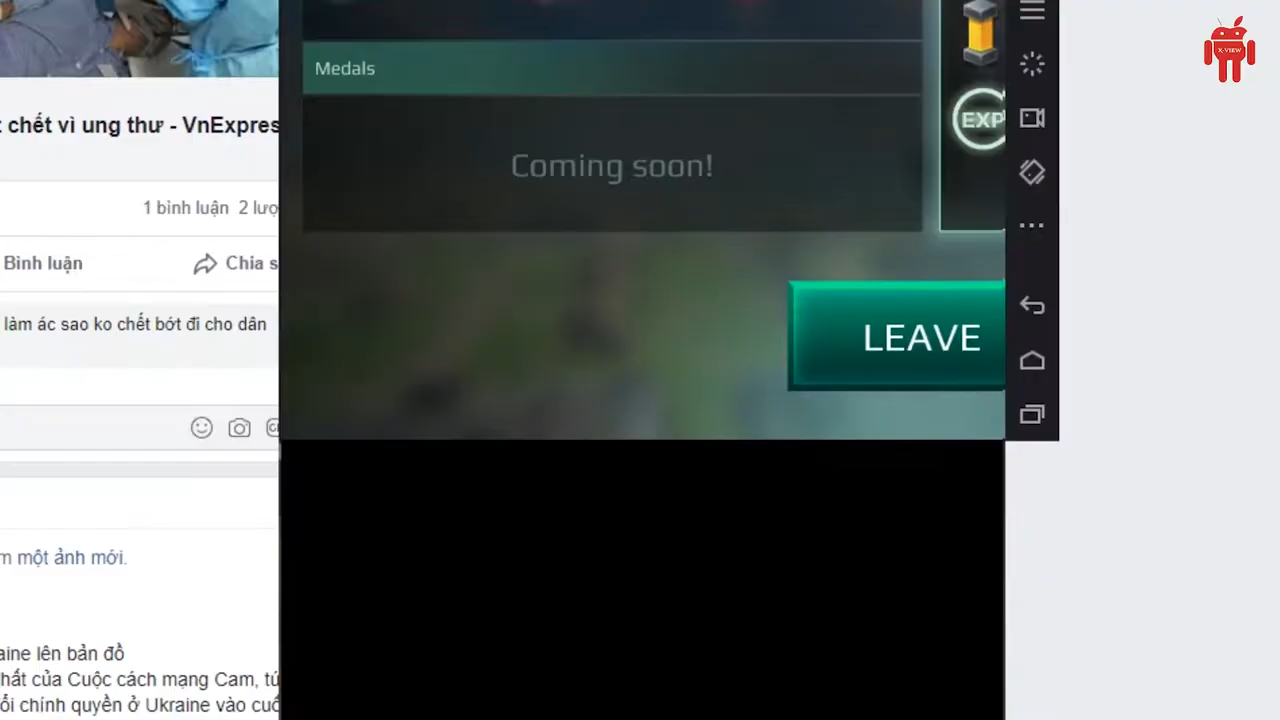 X-VIEW
Medals
EXP
chết vì ung thư - VnExpres
Coming soon!
1 bình luận 2 lượ
Bình luận
Chia s
làm ác sao ko chết bớt đi cho dân
LEAVE
một ảnh mới.
aine lên bản đồ
hất của Cuộc cách mạng Cam, tú
ổi chính quyền ở Ukraine vào cuố